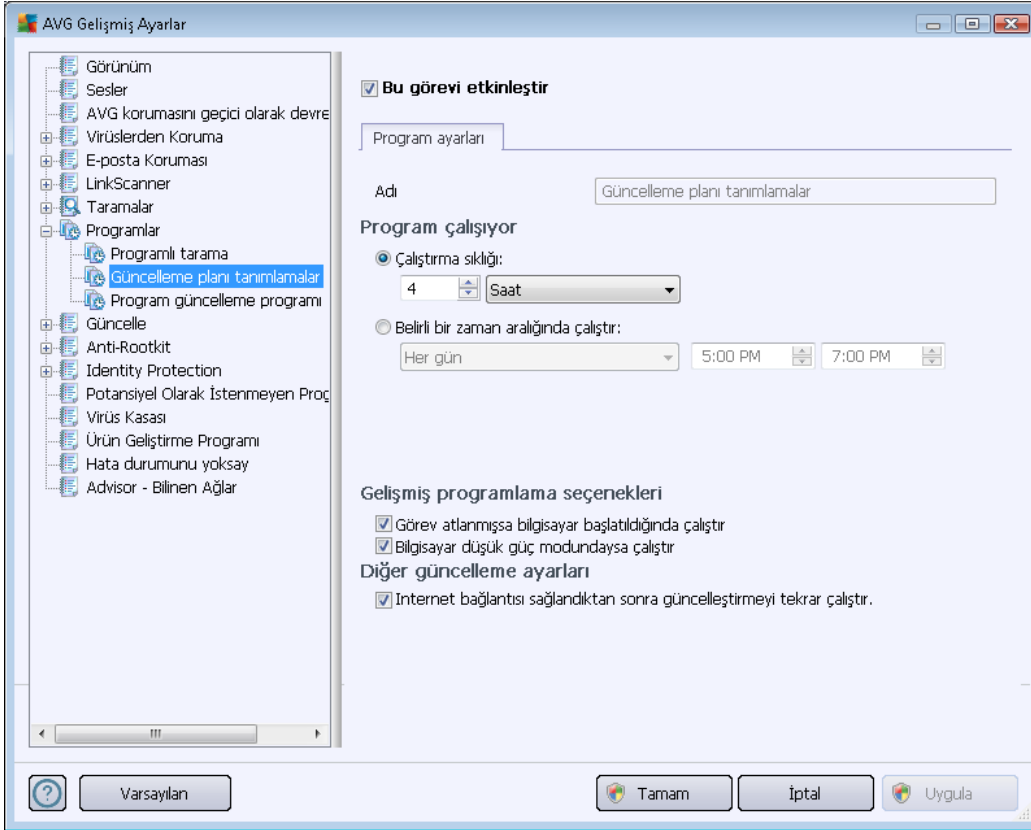 AVG Gelişmiş Ayarlar
Görünüm
Sesler
AVG korumasını geçici olarak devre
Virüslerden Koruma
E-posta Koruması
LinkScanner
Taramalar
Programlar
Programlı tarama
Güncelleme planı tanımlamalar
Program güncelleme programı
Güncelle
Anti-Rootkit
Identity Protection
Potansiyel Olarak İstenmeyen Prog
Virüs Kasası
Ürün Geliştirme Programı
Hata durumunu yoksay
Advisor - Bilinen Ağlar
Bu görevi etkinleştir
Program ayarları
Adı Güncelleme planı tanımlamalar
Program çalışıyor
Çalıştırma sıklığı:
4 Saat
Belirli bir zaman aralığında çalıştır:
Her gün 5:00 PM 7:00 PM
Gelişmiş programlama seçenekleri
Görev atlanmışsa bilgisayar başlatıldığında çalıştır
Bilgisayar düşük güç modundaysa çalıştır
Diğer güncelleme ayarları
Internet bağlantısı sağlandıktan sonra güncelleştirmeyi tekrar çalıştır.
Varsayılan Tamam İptal Uygula